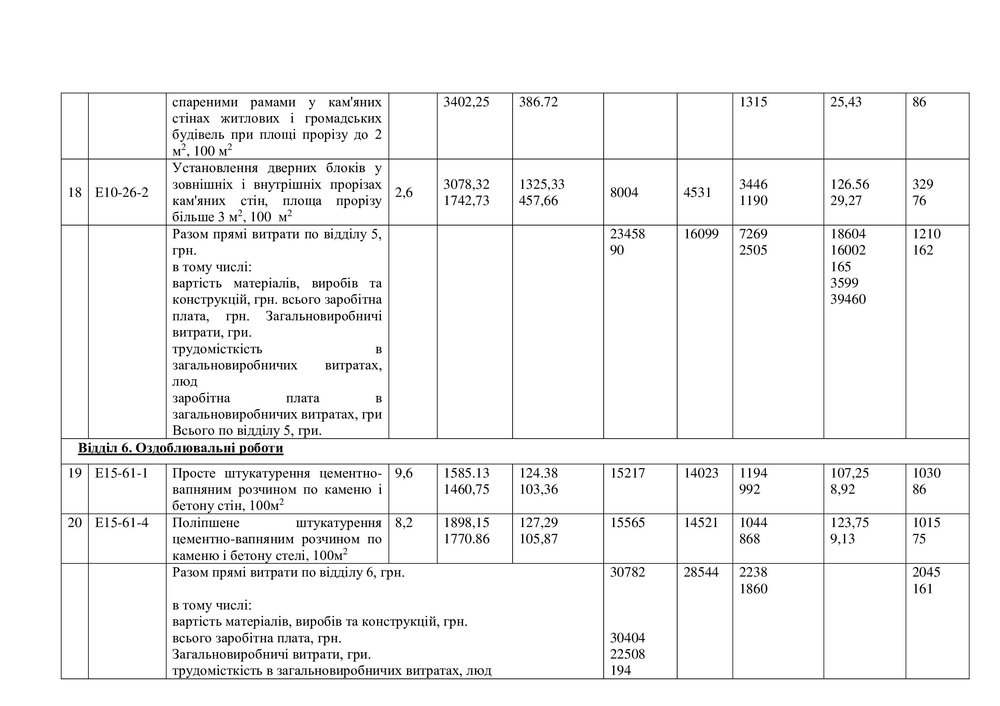 спареними рамами у кам'яних 3402,25 386.72 1315 25,43 86
стінах житлових і громадських
будівель при площі прорізу до 2
м², 100 м²
Установлення дверних блоків у
зовнішніх і внутрішніх прорізах 3078,32 1325,33 3446 126.56 329
18 Е10-26-2 2,6 8004 4531
кам'яних стін, площа прорізу 1742,73 457,66 1190 29,27 76
більше 3 м², 100 м²
Разом прямі витрати по відділу 5, 23458 16099 7269 18604 1210
грн. 90 2505 16002 162
в тому числі: 165
вартість матеріалів, виробів та 3599
конструкцій, грн. всього заробітна 39460
плата, грн. Загальновиробничі
витрати, гри.
трудомісткість в
загальновиробничих витратах,
люд
заробітна плата в
загальновиробничих витратах, гри
Всього по відділу 5, гри.
Відділ 6. Оздоблювальні роботи
19 Е15-61-1 Просте штукатурення цементно- 9,6 1585.13 124.38 15217 14023 1194 107,25 1030
вапняним розчином по каменю і 1460,75 103,36 992 8,92 86
бетону стін, 100м²
20 Е15-61-4 Поліпшене штукатурення 8,2 1898,15 127,29 15565 14521 1044 123,75 1015
цементно-вапняним розчином по 1770.86 105,87 868 9,13 75
каменю і бетону стелі, 100м²
Разом прямі витрати по відділу 6, грн. 30782 28544 2238 2045
1860 161
в тому числі:
вартість матеріалів, виробів та конструкцій, грн.
всього заробітна плата, грн. 30404
Загальновиробничі витрати, гри. 22508
трудомісткість в загальновиробничих витратах, люд 194